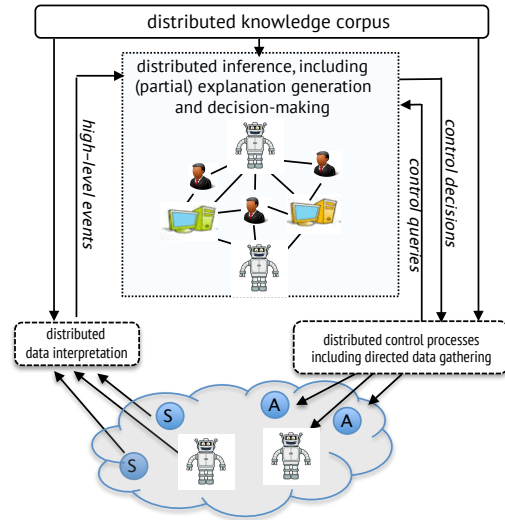 distributed knowledge corpus
distributed inference, including
(partial) explanation generation
and decision-making
high-level events
control queries
control decisions
distributed
data interpretation
distributed control processes
including directed data gathering
S
S
A
A